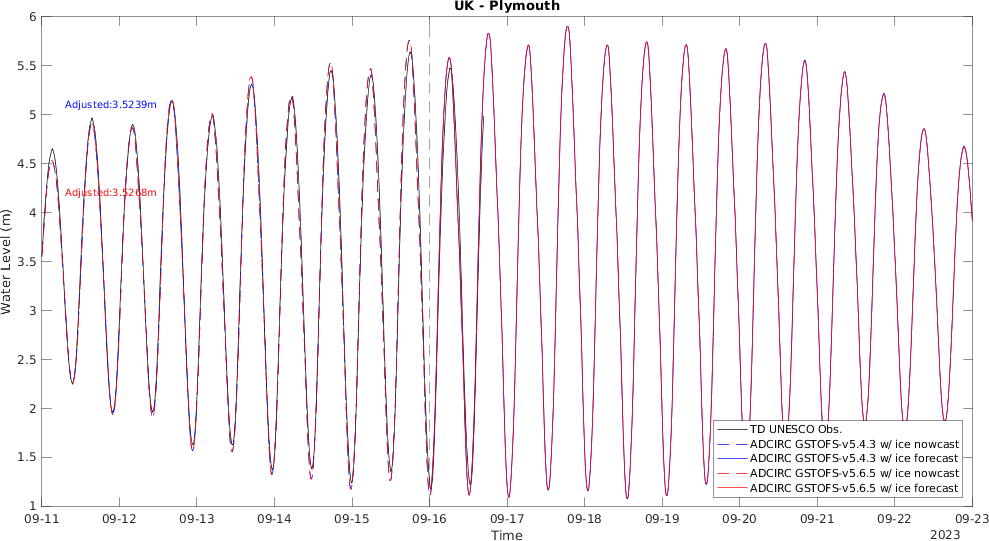 UK - Plymouth
6
5.5
5
4.5
4
3.5
3
2.5
2
1.5
1
Water Level (m)
Adjusted:3.5239m
Adjusted:3.5268m
TD UNESCO Obs.
ADCIRC GSTOFS-v5.4.3 w/ ice nowcast
ADCIRC GSTOFS-v5.4.3 w/ ice forecast
ADCIRC GSTOFS-v5.6.5 w/ ice nowcast
ADCIRC GSTOFS-v5.6.5 w/ ice forecast
09-11 09-12 09-13 09-14 09-15 09-16 09-17 09-18 09-19 09-20 09-21 09-22 09-23
Time
2023